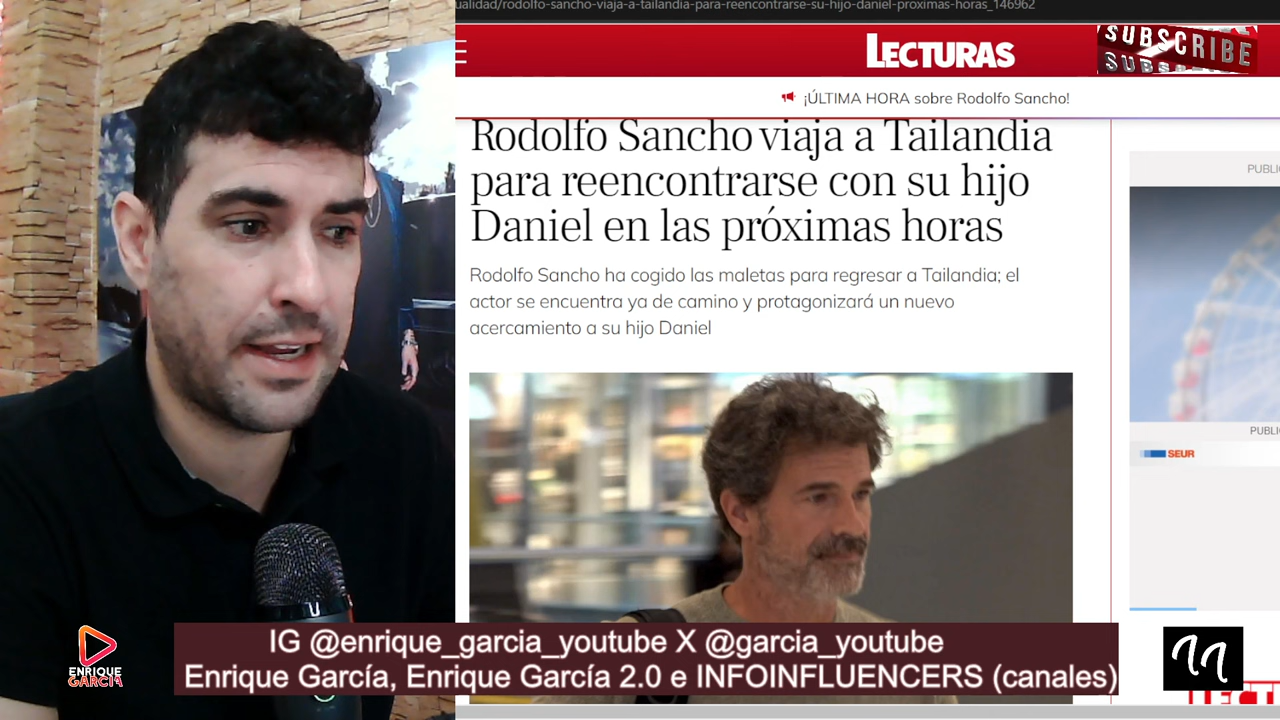 ualidad/rodolfo-sancho-viaja-a-tailandia-para-reencontrarse-su-hijo-daniel-proximas-horas_146962
LECTURAS
SUBSCRIBE
¡ÚLTIMA HORA sobre Rodolfo Sancho!
Rodolfo Sancho viaja a Tailandia
para reencontrarse con su hijo
Daniel en las próximas horas
Rodolfo Sancho ha cogido las maletas para regresar a Tailandia; el
actor se encuentra ya de camino y protagonizará un nuevo
acercamiento a su hijo Daniel
PUBLI
PUBLI
SEUR
IG @enrique_garcia_youtube X @garcia_youtube
Enrique García, Enrique García 2.0 e INFOINFLUENCERS (canales)
ENRIQUE
GARCÍA